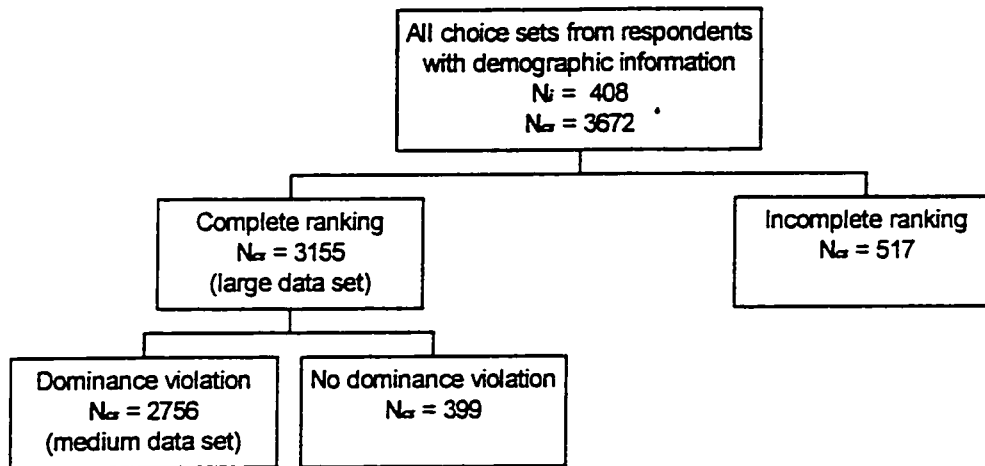 All choice sets from respondents
with demographic information
Ni = 408
Ncs = 3672
Complete ranking
Ncs = 3155
(large data set)
Incomplete ranking
Ncs = 517
Dominance violation
Ncs = 2756
(medium data set)
No dominance violation
Ncs = 399